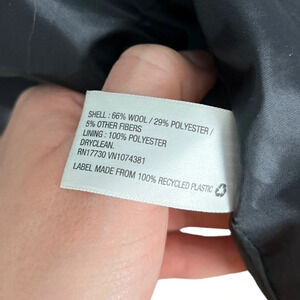 SHELL : 66% WOOL / 29% POLYESTER /
5% OTHER FIBERS
LINING : 100% POLYESTER
DRYCLEAN.
RN17730 VN1074381
LABEL MADE FROM 100% RECYCLED PLASTIC